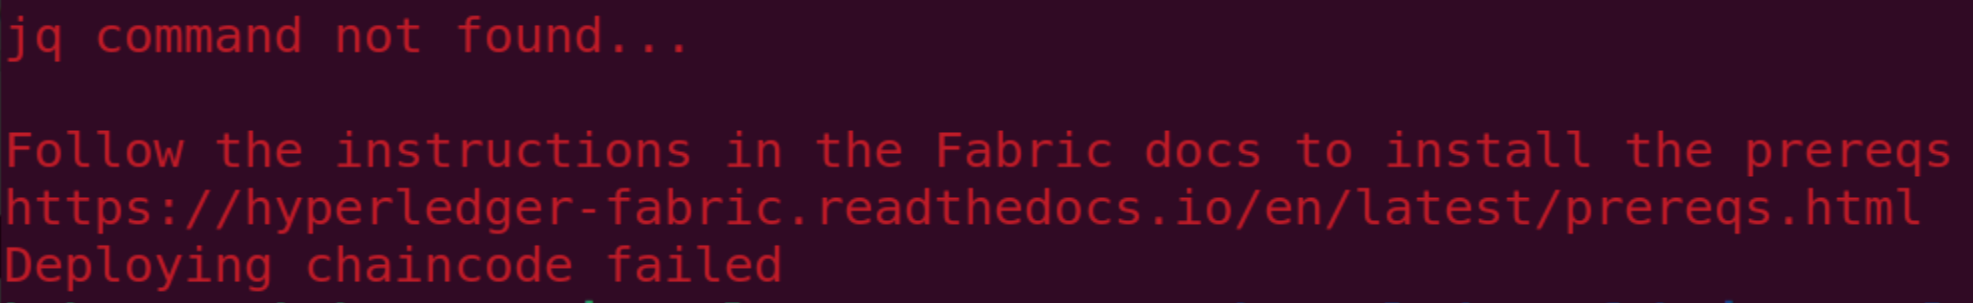 jq command not found...
Follow the instructions in the Fabric docs to install the prereqs
https://hyperledger-fabric.readthedocs.io/en/latest/prereqs.html
Deploying chaincode failed